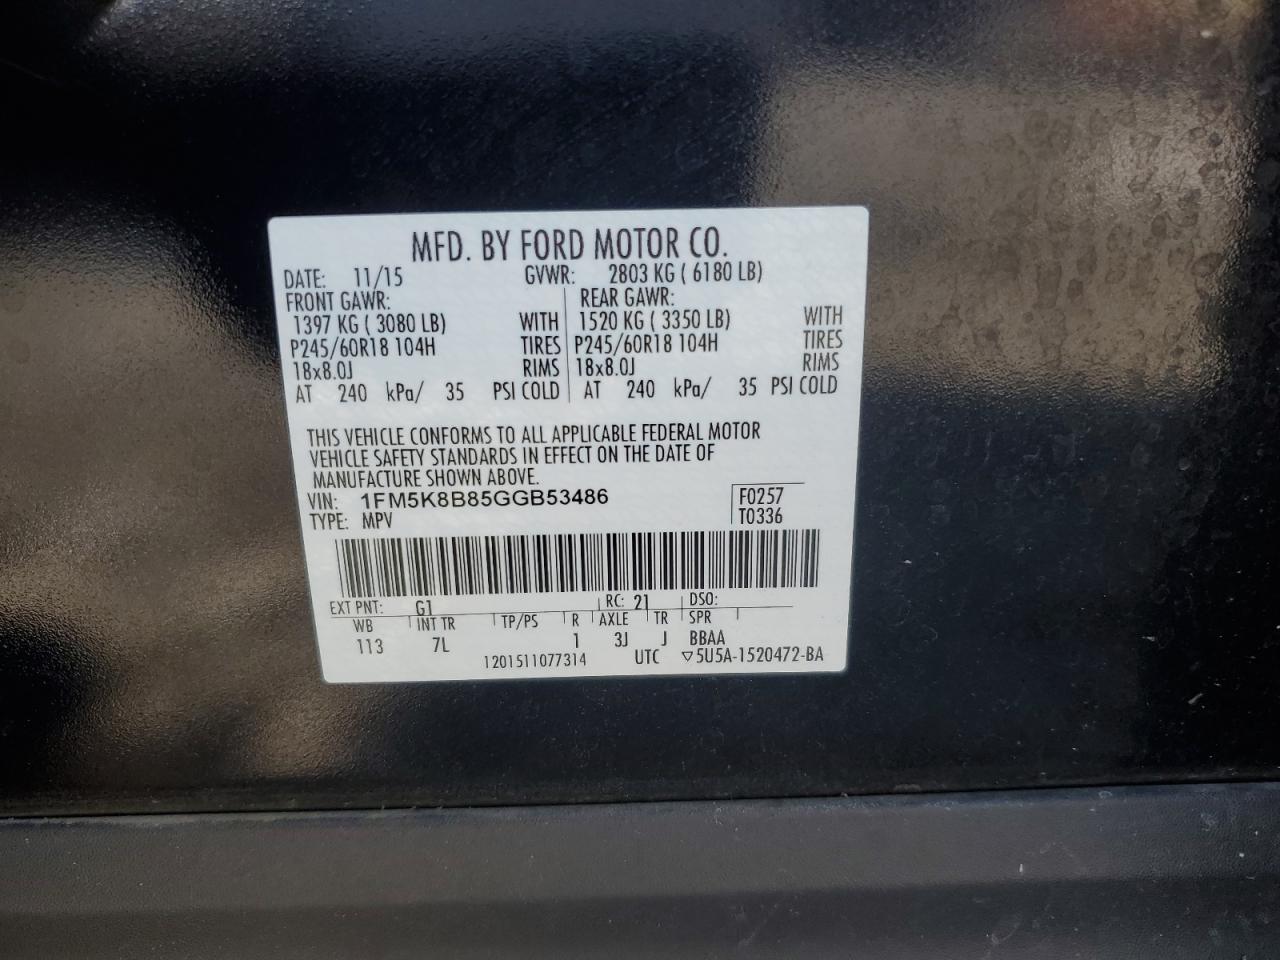 MFD. BY FORD MOTOR CO.
DATE: 11/15 GVWR: 2803 KG ( 6180 LB)
FRONT GAWR: REAR GAWR:
1397 KG ( 3080 LB) WITH 1520 KG ( 3350 LB) WITH
P245/60R18 104H TIRES P245/60R18 104H TIRES
18x8.0J RIMS 18x8.0J RIMS
AT 240 kPa/ 35 PSI COLD AT 240 kPa/ 35 PSI COLD
THIS VEHICLE CONFORMS TO ALL APPLICABLE FEDERAL MOTOR
VEHICLE SAFETY STANDARDS IN EFFECT ON THE DATE OF
MANUFACTURE SHOWN ABOVE.
VIN: 1FM5K8B85GGB53486 F0257
TYPE: MPV T0336
EXT PNT: G1 RC: 21 DSO:
WB INT TR TP/PS R AXLE TR SPR
113 7L 1 3J J BBAA
1201511077314 UTC ▽5U5A-1520472-BA